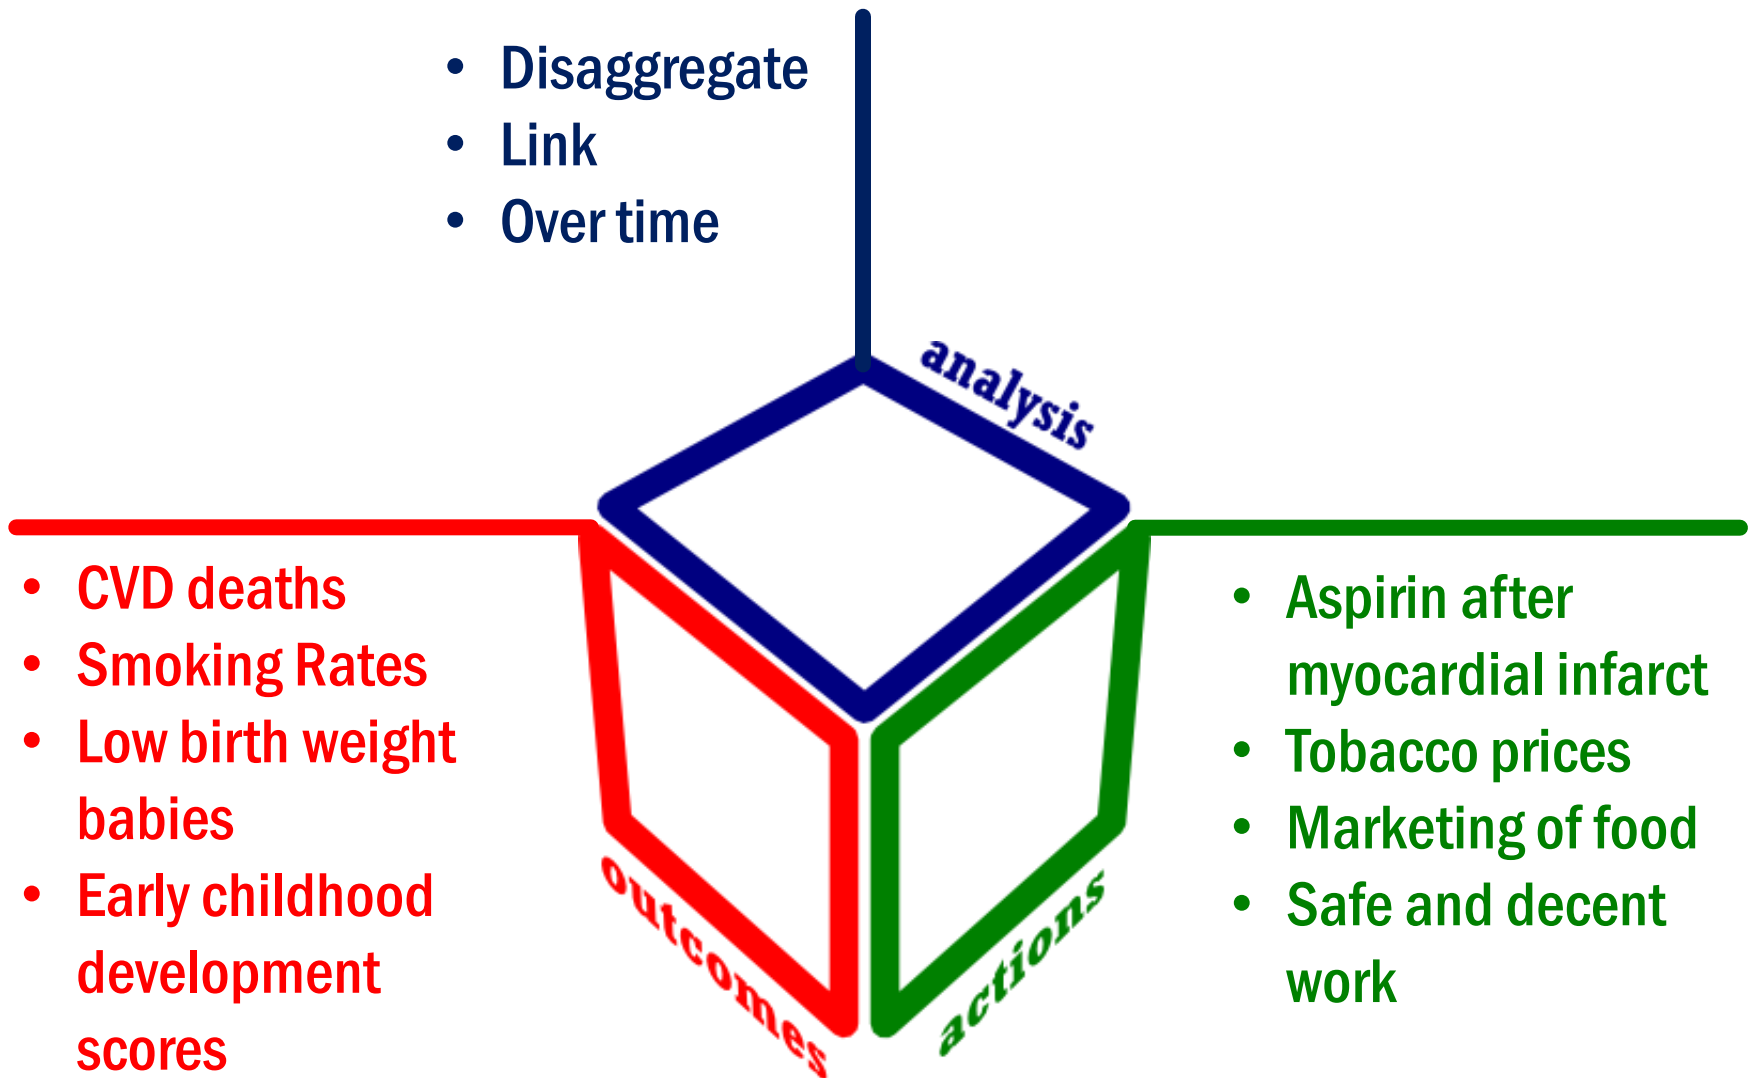 • Disaggregate
• Link
• Over time
analysis
• CVD deaths
• Smoking Rates
• Low birth weight
babies
• Early childhood
development
scores
outcomes
actions
• Aspirin after
myocardial infarct
• Tobacco prices
• Marketing of food
• Safe and decent
work